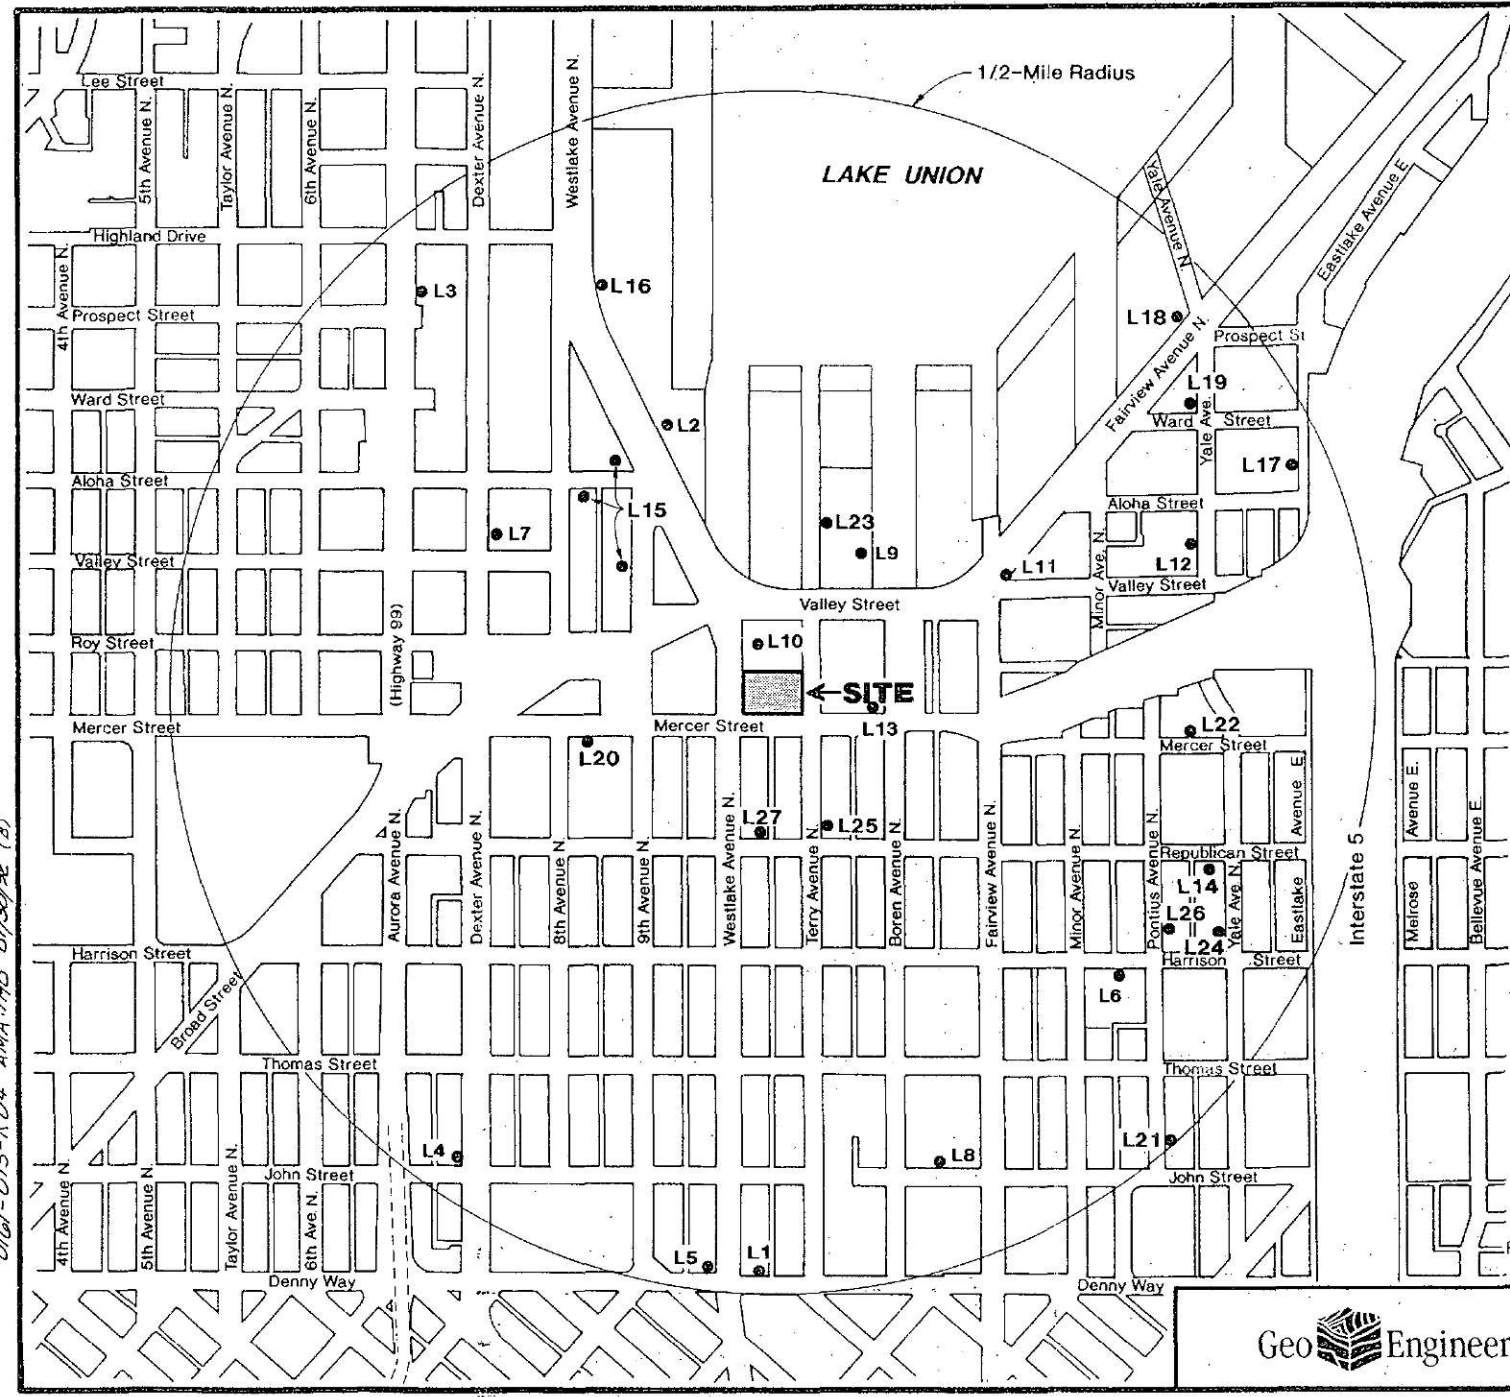 1/2-Mile Radius
LAKE UNION
Lee Street
5th Avenue N.
Taylor Avenue N.
6th Avenue N.
Dexter Avenue N.
Westlake Avenue N.
Yale Avenue N.
Eastlake Avenue E
Highland Drive
4th Avenue N.
L3
L16
Prospect Street
L18
Fairview Avenue N.
Prospect St
L19
Ward Street
L2
Ward Street
Yale Ave.
L17
Aloha Street
L15
Aloha Street
L7
L23
L9
L11
Minor Ave. N.
L12
Valley Street
Valley Street
Valley Street
(Highway 99)
Roy Street
L10
SITE
L13
Mercer Street
Mercer Street
L22
Mercer Street
L20
L27
L25
Aurora Avenue N.
Dexter Avenue N.
8th Avenue N.
9th Avenue N.
Westlake Avenue N.
Terry Avenue N.
Boren Avenue N.
Fairview Avenue N.
Minor Avenue N.
Pontius Avenue N.
Republican Street
L14
L26
L24
Yale Ave. N.
Eastlake Avenue E
Interstate 5
Melrose Avenue E.
Bellevue Avenue E.
Harrison Street
Harrison Street
Broad Street
L6
Thomas Street
Thomas Street
L4
L8
L21
John Street
John Street
4th Avenue N.
5th Avenue N.
Taylor Avenue N.
6th Ave. N.
L5
L1
Denny Way
Denny Way
Geo Engineer